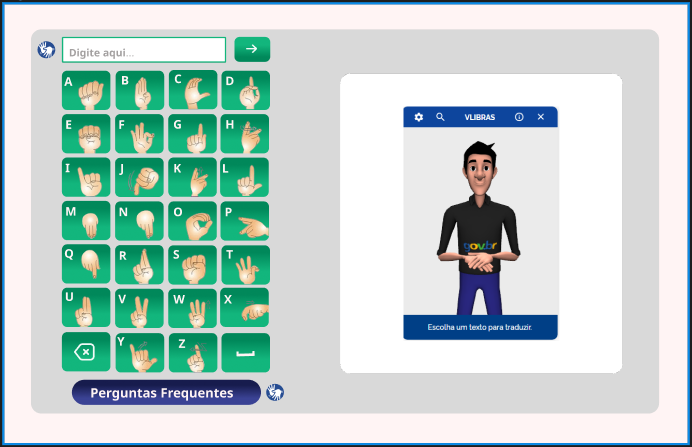 Digite aqui...
A B C D
E F G H
I J K L
M N O P
Q R S T
U V W X
Y Z
Perguntas Frequentes
VLIBRAS
gov.br
Escolha um texto para traduzir.